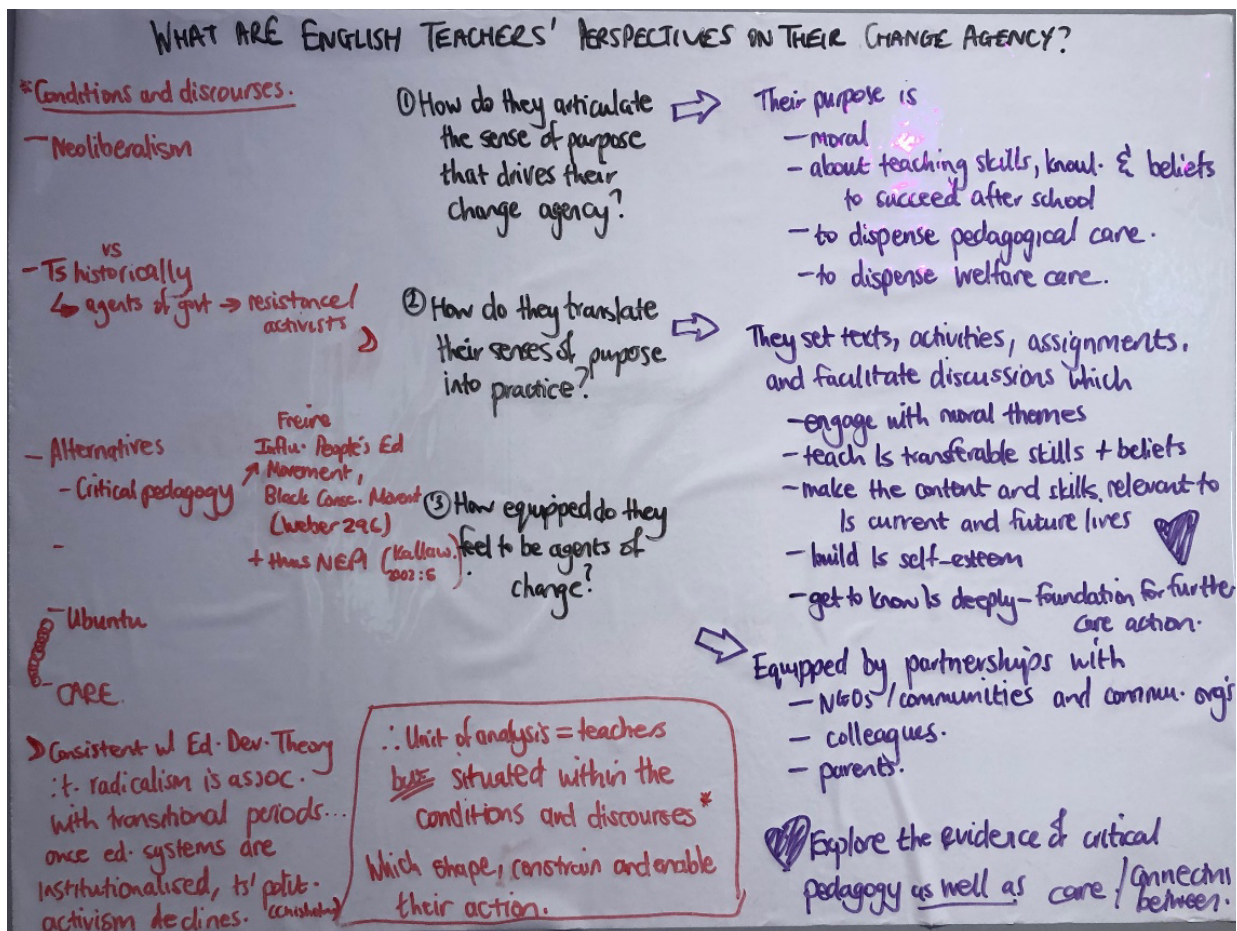 WHAT ARE ENGLISH TEACHERS' PERSPECTIVES ON THEIR CHANGE AGENCY?
*Conditions and discourses.
- Neoliberalism
vs
- Ts historically
↳ agents of govt → resistance/
activists
- Alternatives
- Critical pedagogy
Freire
Influ. People's Ed
↗ Movement,
Black Consc. Movent
(Weber 296)
+ thus NEPI (Kallaw.
2002:5)
-
- Ubuntu
- CARE.
Consistent w/ Ed. Dev. Theory
:t. radicalism is assoc.
with transitional periods...
once ed. systems are
institutionalised, ts' polit.
activism declines. (Chisholm)
① How do they articulate
the sense of purpose
that drives their
change agency?
② How do they translate
their senses of purpose
into practice?
③ How equipped do they
feel to be agents of
change?
∴ Unit of analysis = teachers
but situated within the
conditions and discourses*
which shape, constrain and enable
their action.
⇨ Their purpose is
- moral
- about teaching skills, knowl. & beliefs
to succeed after school
- to dispense pedagogical care.
- to dispense welfare care.
⇨ They set texts, activities, assignments,
and facilitate discussions which
- engage with moral themes
- teach ls transferable skills + beliefs
- make the content and skills relevant to
ls current and future lives
- build ls self-esteem
- get to know ls deeply - foundation for further
care action.
⇨ Equipped by partnerships with
- NGOs/communities and commun. org's
- colleagues.
- parents.
Explore the evidence of critical
pedagogy as well as care / connectns
between.